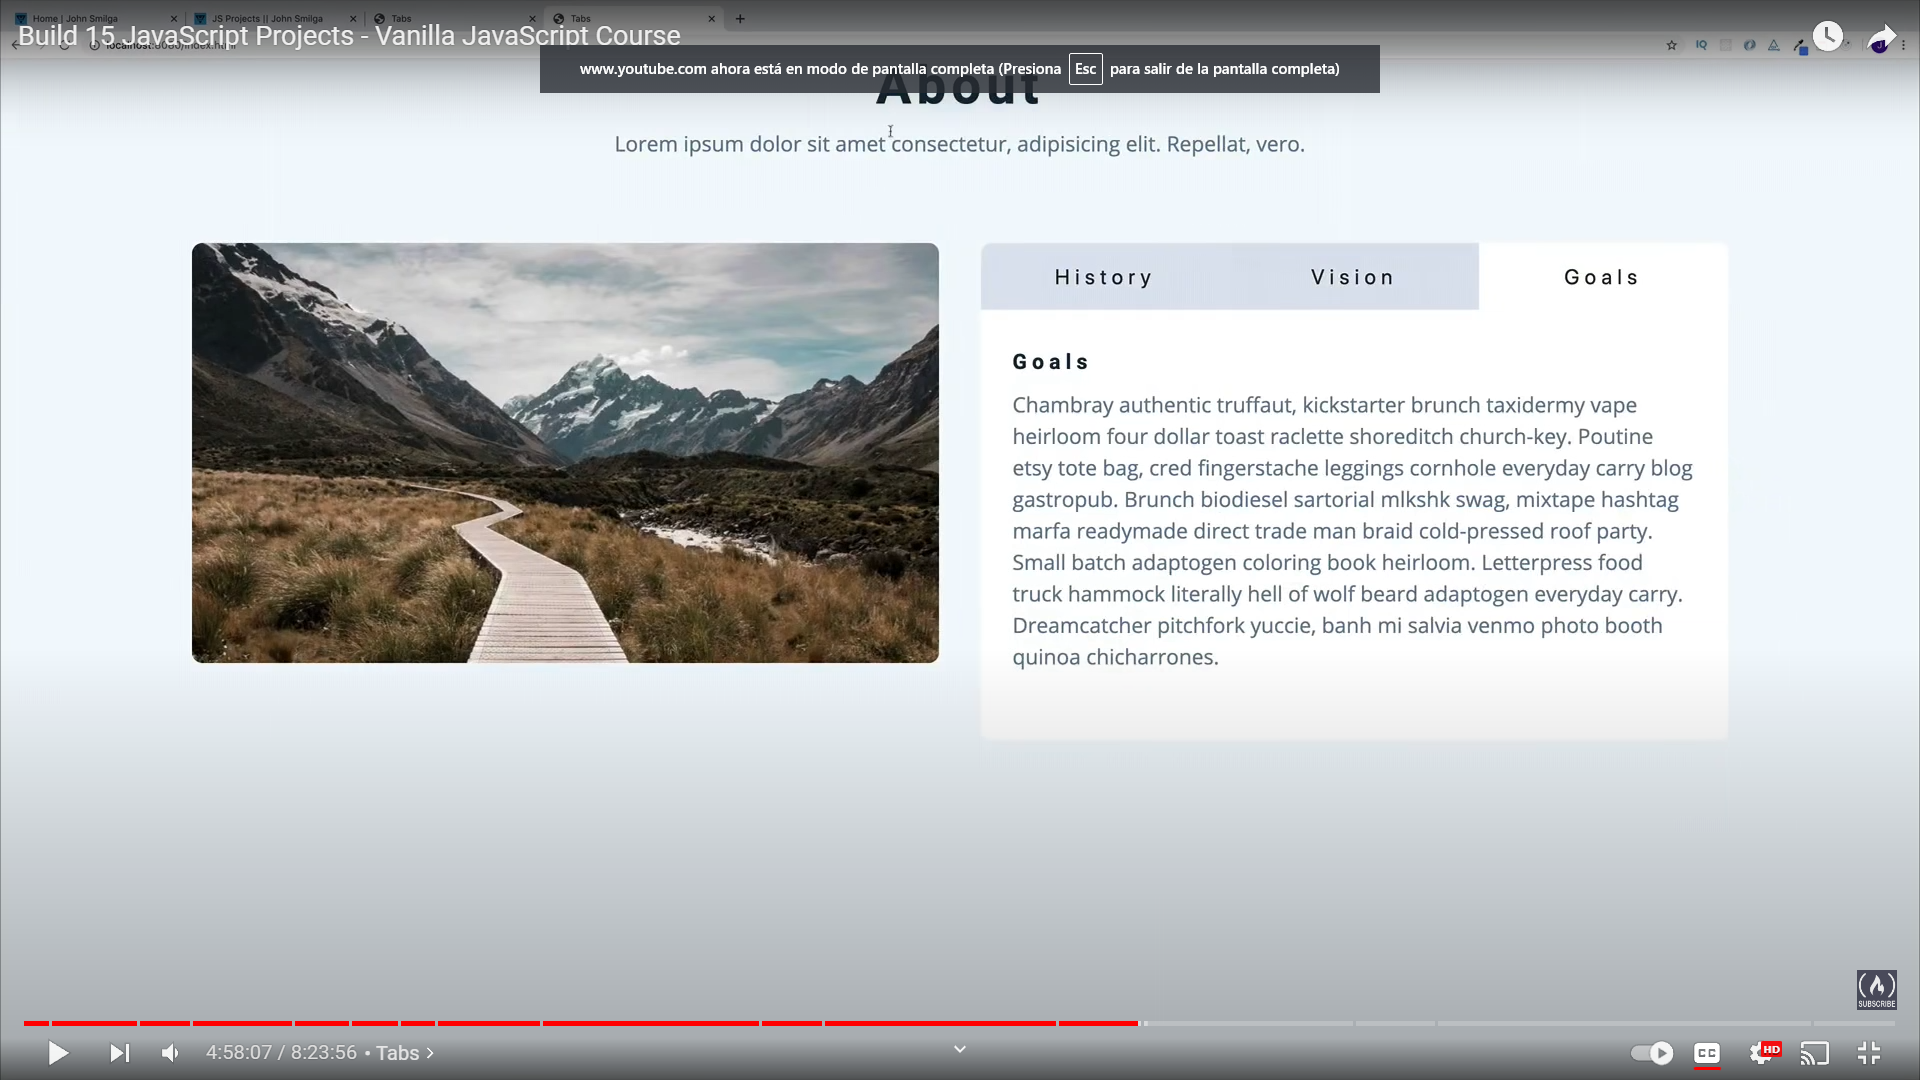 Home | John Smilga
JS Projects || John Smilga
Tabs
Tabs
Build 15 JavaScript Projects - Vanilla JavaScript Course
www.youtube.com ahora está en modo de pantalla completa (Presiona Esc para salir de la pantalla completa)
About
Lorem ipsum dolor sit amet consectetur, adipisicing elit. Repellat, vero.
History Vision Goals
Goals
Chambray authentic truffaut, kickstarter brunch taxidermy vape
heirloom four dollar toast raclette shoreditch church-key. Poutine
etsy tote bag, cred fingerstache leggings cornhole everyday carry blog
gastropub. Brunch biodiesel sartorial mlkshk swag, mixtape hashtag
marfa readymade direct trade man braid cold-pressed roof party.
Small batch adaptogen coloring book heirloom. Letterpress food
truck hammock literally hell of wolf beard adaptogen everyday carry.
Dreamcatcher pitchfork yuccie, banh mi salvia venmo photo booth
quinoa chicharrones.
SUBSCRIBE
4:58:07 / 8:23:56 • Tabs
CC
HD